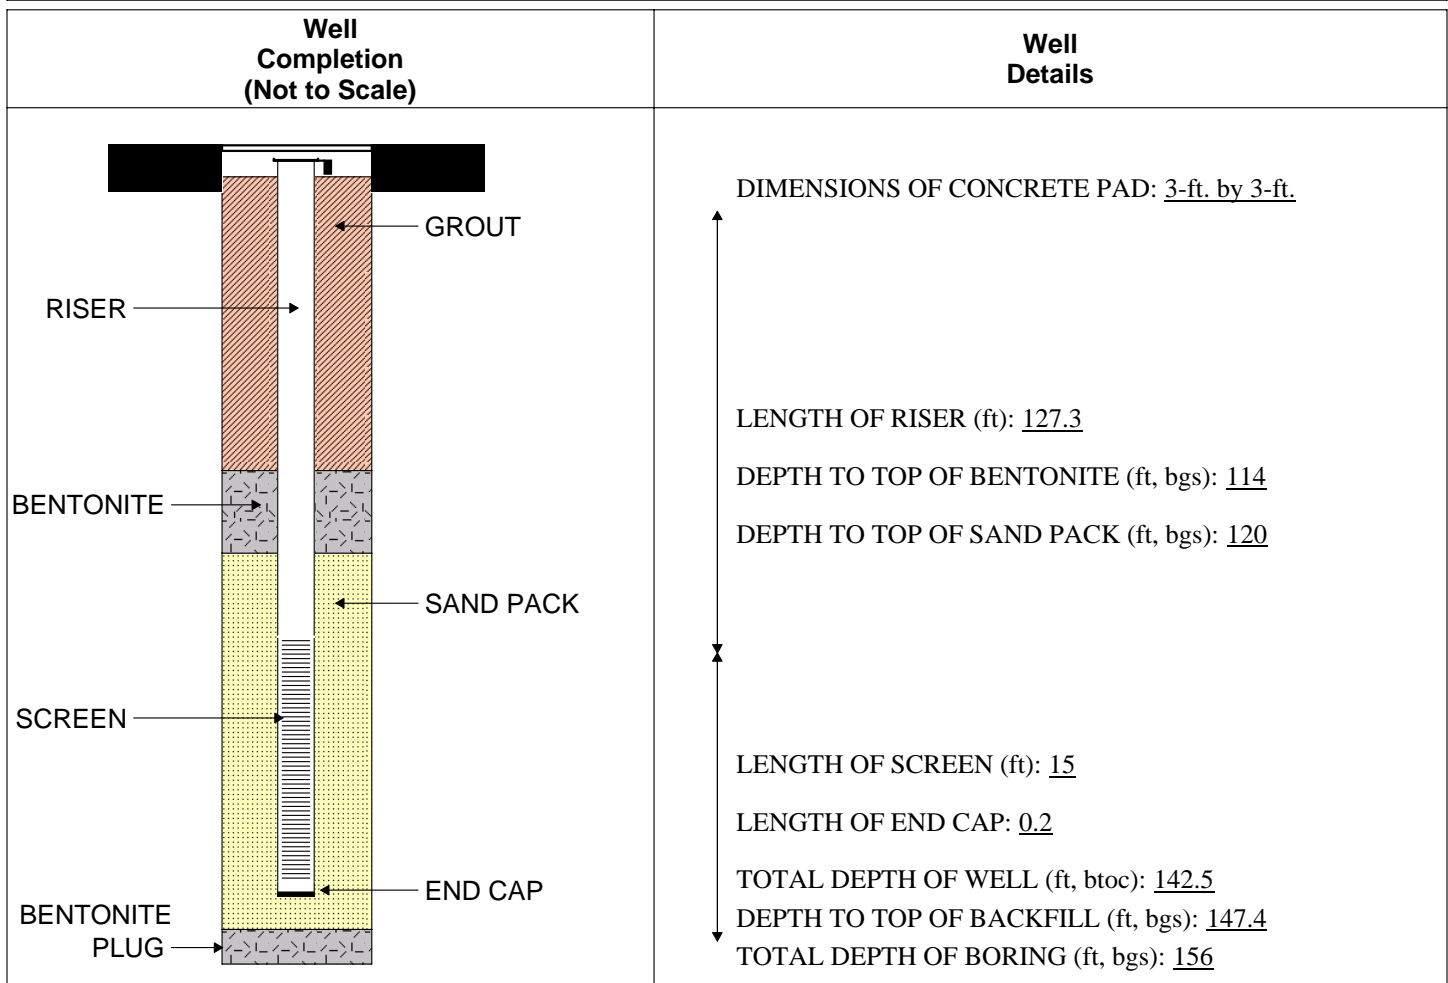 Well
Completion
(Not to Scale)
Well
Details
GROUT
RISER
BENTONITE
SAND PACK
SCREEN
END CAP
BENTONITE
PLUG
DIMENSIONS OF CONCRETE PAD: 3-ft. by 3-ft.
LENGTH OF RISER (ft): 127.3
DEPTH TO TOP OF BENTONITE (ft, bgs): 114
DEPTH TO TOP OF SAND PACK (ft, bgs): 120
LENGTH OF SCREEN (ft): 15
LENGTH OF END CAP: 0.2
TOTAL DEPTH OF WELL (ft, btoc): 142.5
DEPTH TO TOP OF BACKFILL (ft, bgs): 147.4
TOTAL DEPTH OF BORING (ft, bgs): 156